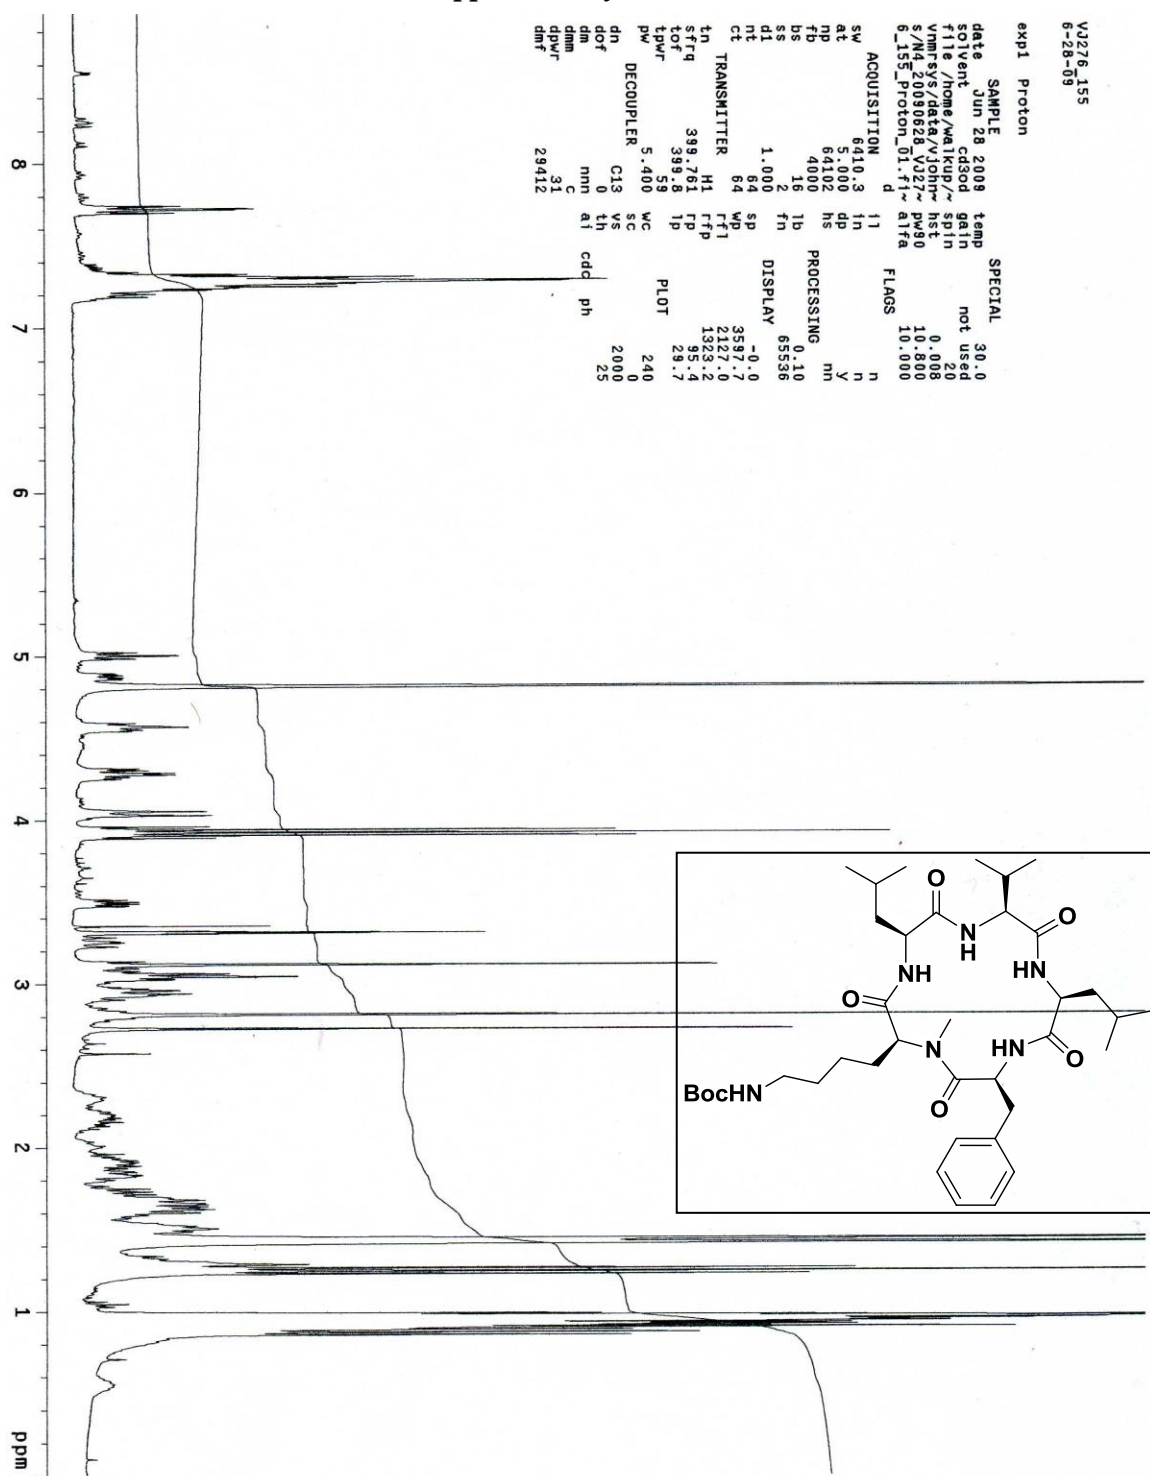 VJ276_155
6-28-09
exp1 Proton
SAMPLE SPECIAL
date Jun 28 2009 temp 30.0
solvent cd3od gain not used
file /home/walkup/~ spin 20
vnmrsys/data/vjohn~ hst 0.008
s/N4_20090628_VJ27~ pw90 10.800
6_155_Proton_01.fi~ alfa 10.000
ACQUISITION FLAGS
sw 6410.3 il n
at 5.000 in n
np 64102 dp y
fb 4000 hs nn
bs 16 PROCESSING
ss 2 lb 0.10
d1 1.000 fn 65536
nt 64 DISPLAY
ct 64 sp -0.0
TRANSMITTER wp 3597.7
tn H1 rfl 2127.0
sfrq 399.761 rfp 1323.2
tof 399.8 rp 95.4
tpwr 59 lp 29.7
pw 5.400 PLOT
DECOUPLER wc 240
dn C13 sc 0
dof 0 vs 2000
dm nnn th 25
dmm c ai cdc ph
dpwr 31
dmf 29412
O
N
H
O
NH
HN
O
N
HN
O
O
BocHN
8 7 6 5 4 3 2 1 ppm